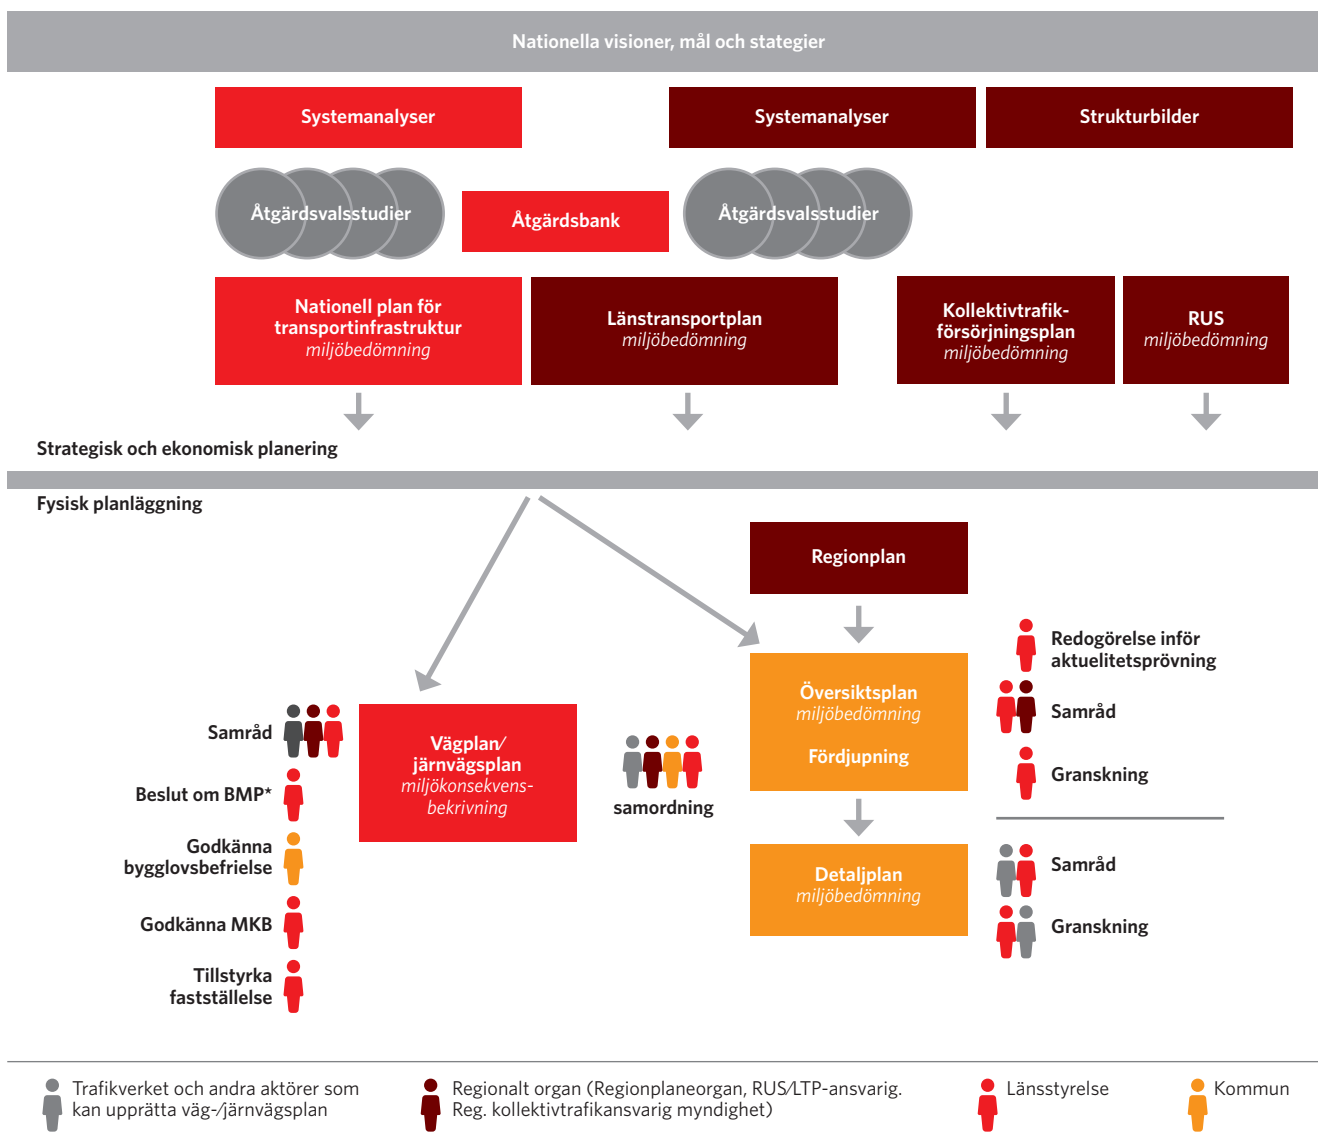 Nationella visioner, mål och stategier
Systemanalyser
Systemanalyser
Strukturbilder
Åtgärdsvalsstudier
Åtgärdsbank
Åtgärdsvalsstudier
Nationell plan för
transportinfrastruktur
miljöbedömning
Länstransportplan
miljöbedömning
Kollektivtrafik-
försörjningsplan
miljöbedömning
RUS
miljöbedömning
Strategisk och ekonomisk planering
Fysisk planläggning
Regionplan
Redogörelse inför
aktuelitetsprövning
Översiktsplan
miljöbedömning
Fördjupning
Samråd
Granskning
Samråd
Beslut om BMP*
Godkänna
bygglovsbefrielse
Godkänna MKB
Tillstyrka
fastställelse
Vägplan/
järnvägsplan
miljökonsekvens-
bekrivning
samordning
Detaljplan
miljöbedömning
Samråd
Granskning
Trafikverket och andra aktörer som
kan upprätta väg-/järnvägsplan
Regionalt organ (Regionplaneorgan, RUS/LTP-ansvarig.
Reg. kollektivtrafikansvarig myndighet)
Länsstyrelse
Kommun